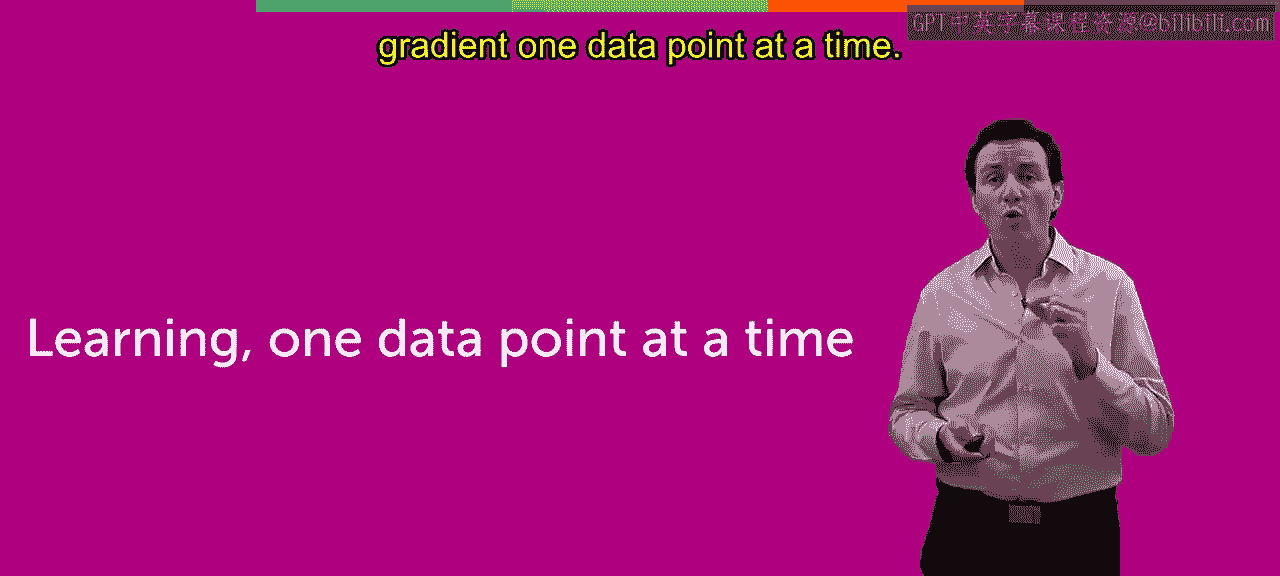 GPT中英字幕课程资源@bilibili.com
gradient one data point at a time.
Learning, one data point at a time